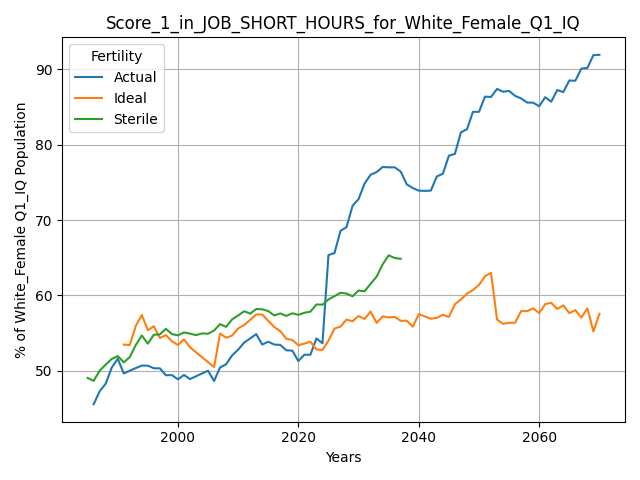 Score_1_in_JOB_SHORT_HOURS_for_White_Female_Q1_IQ
Fertility
Actual
Ideal
Sterile
% of White_Female Q1_IQ Population
90
80
70
60
50
2000
2020
2040
2060
Years